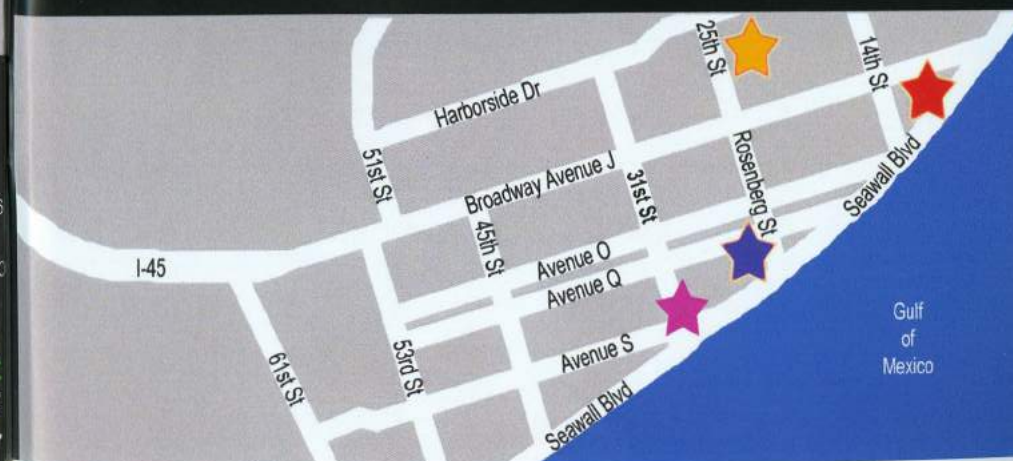 25th St
14th St
Harborside Dr
51st St
Broadway Avenue J
31st St
Rosenberg St
Seawall Blvd
45th St
I-45
Avenue O
Avenue Q
Gulf
of
Mexico
61st St
53rd St
Avenue S
Seawall Blvd